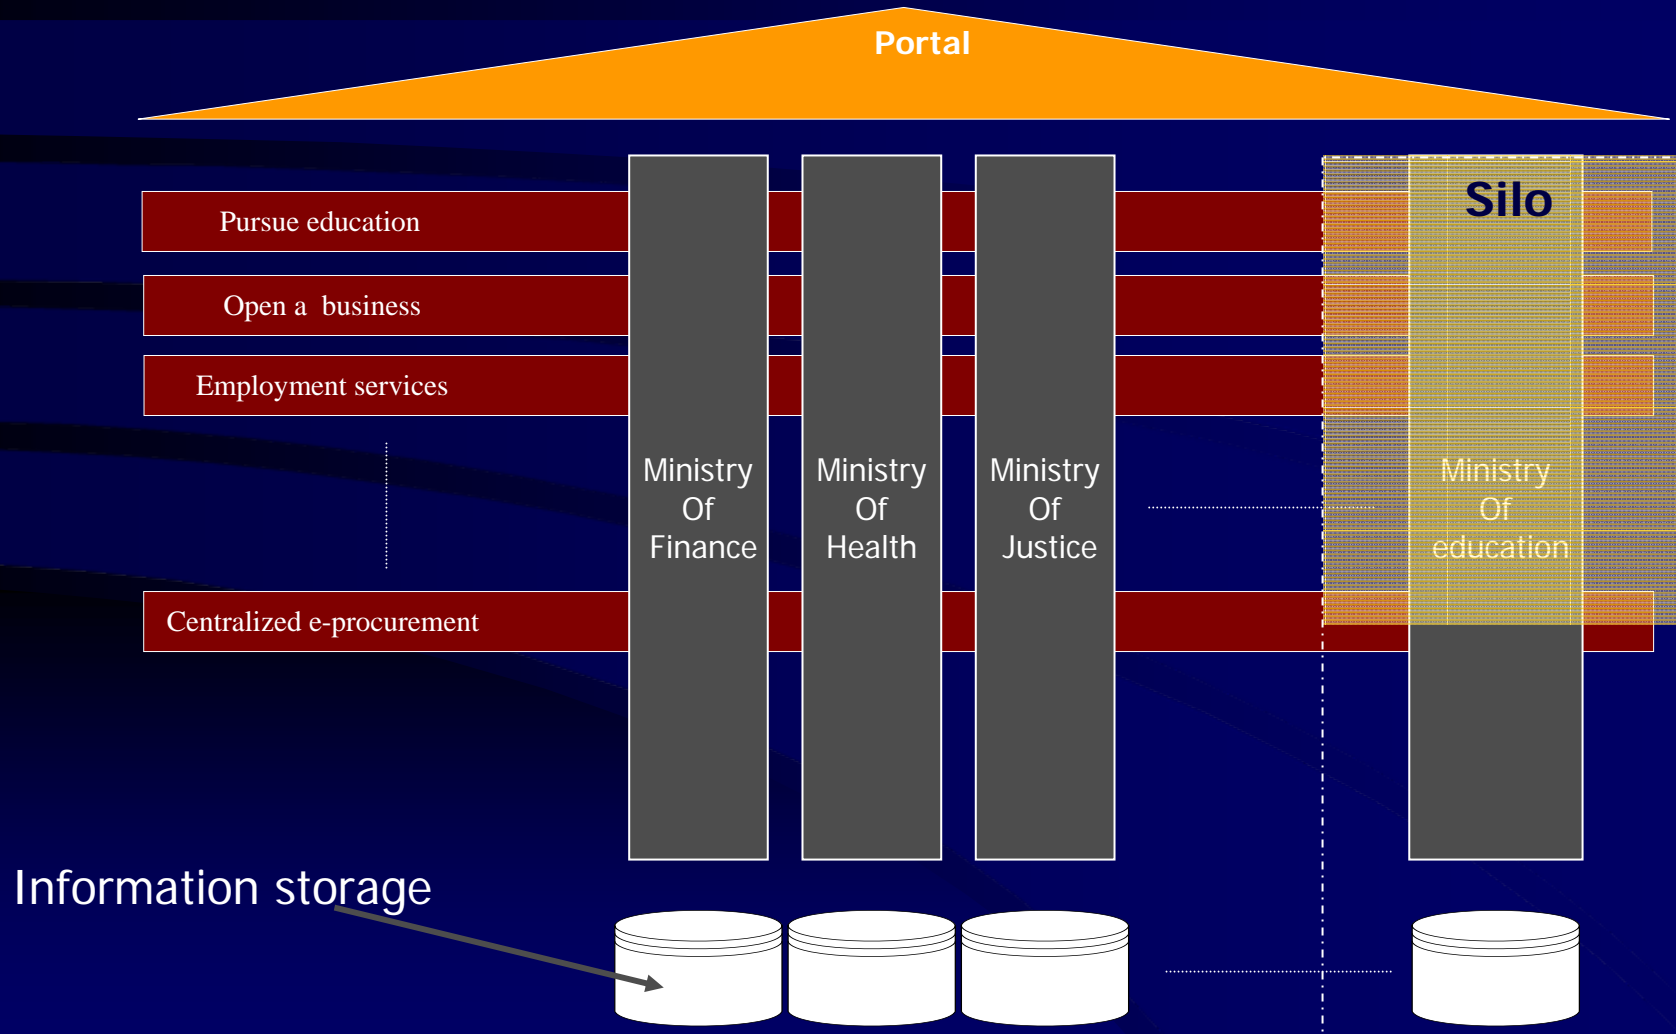 Portal
Silo
Pursue education
Open a  business
Employment services
Ministry
Of
Finance
Ministry
Of
Health
Ministry
Of
Justice
Ministry
Of
education
Centralized e-procurement
Information storage